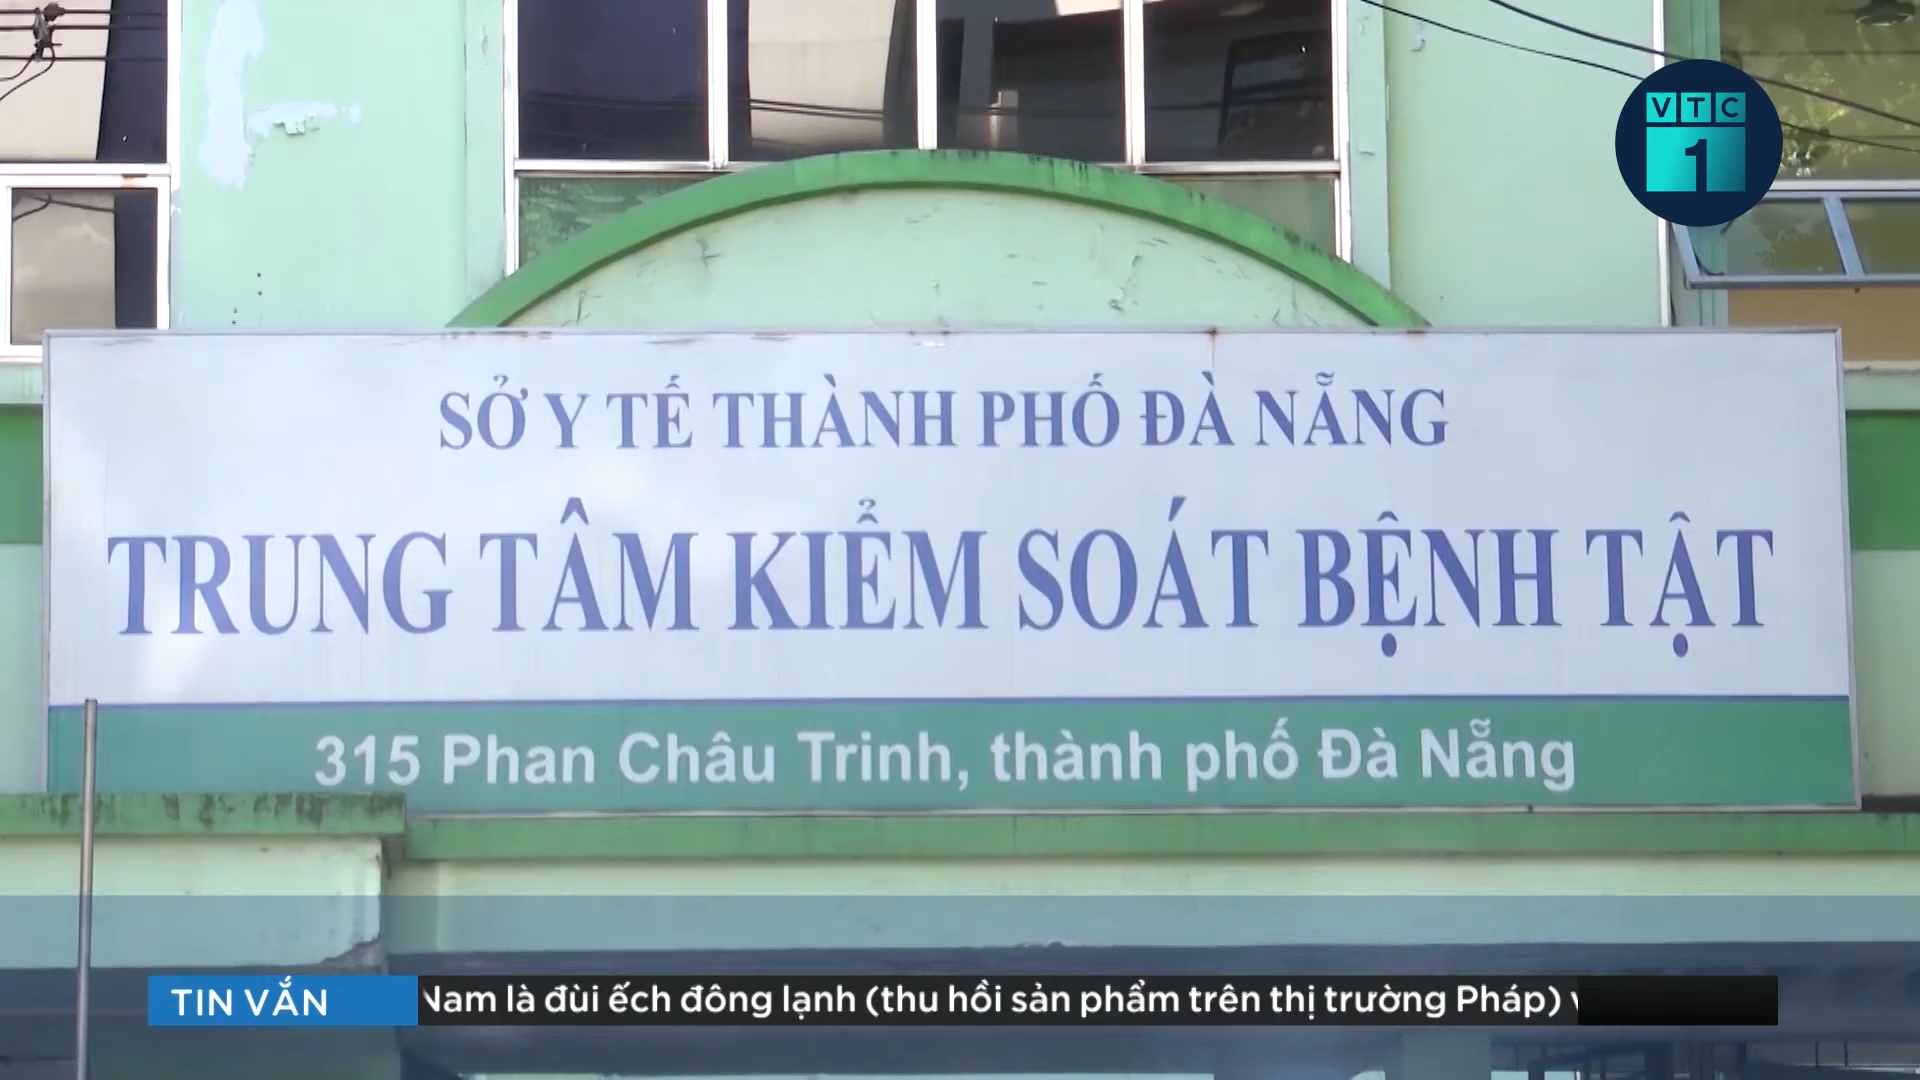 VTC
1
SỞ Y TẾ THÀNH PHỐ ĐÀ NẴNG
TRUNG TÂM KIỂM SOÁT BỆNH TẬT
315 Phan Châu Trinh, thành phố Đà Nẵng
TIN VẮN
Nam là đùi ếch đông lạnh (thu hồi sản phẩm trên thị trường Pháp)